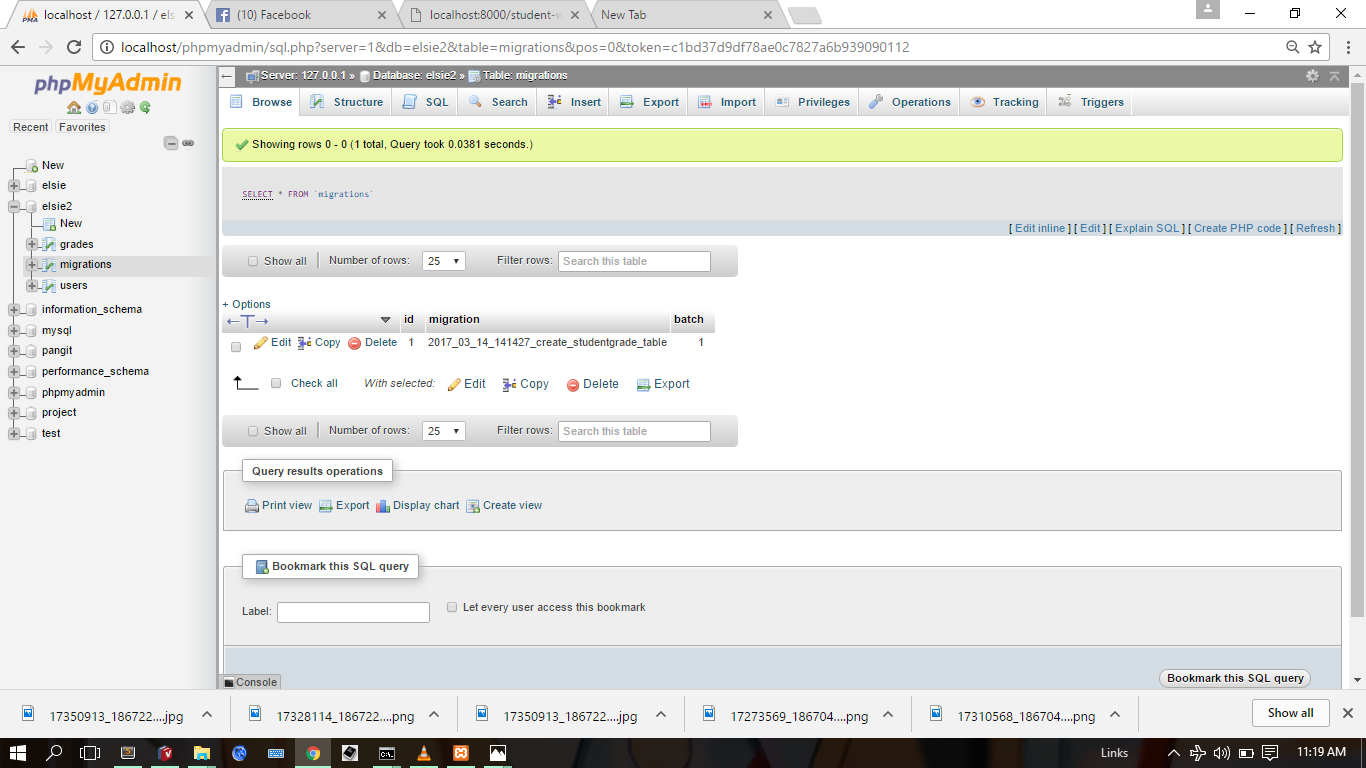 localhost / 127.0.0.1 / els
(10) Facebook
localhost:8000/student-w
New Tab
localhost/phpmyadmin/sql.php?server=1&db=elsie2&table=migrations&pos=0&token=c1bd37d9df78ae0c7827a6b939090112
phpMyAdmin
Recent Favorites
New
elsie
elsie2
New
grades
migrations
users
information_schema
mysql
pangit
performance_schema
phpmyadmin
project
test
Server: 127.0.0.1 » Database: elsie2 » Table: migrations
Browse Structure SQL Search Insert Export Import Privileges Operations Tracking Triggers
Showing rows 0 - 0 (1 total, Query took 0.0381 seconds.)
SELECT * FROM `migrations`
[ Edit inline ] [ Edit ] [ Explain SQL ] [ Create PHP code ] [ Refresh ]
Show all Number of rows: 25 Filter rows: Search this table
+ Options
←T→ id migration batch
Edit Copy Delete 1 2017_03_14_141427_create_studentgrade_table 1
Check all With selected: Edit Copy Delete Export
Show all Number of rows: 25 Filter rows: Search this table
Query results operations
Print view Export Display chart Create view
Bookmark this SQL query
Label: Let every user access this bookmark
Bookmark this SQL query
Console
17350913_186722....jpg
17328114_186722....png
17350913_186722....jpg
17273569_186704....png
17310568_186704....png
Show all
Links
11:19 AM